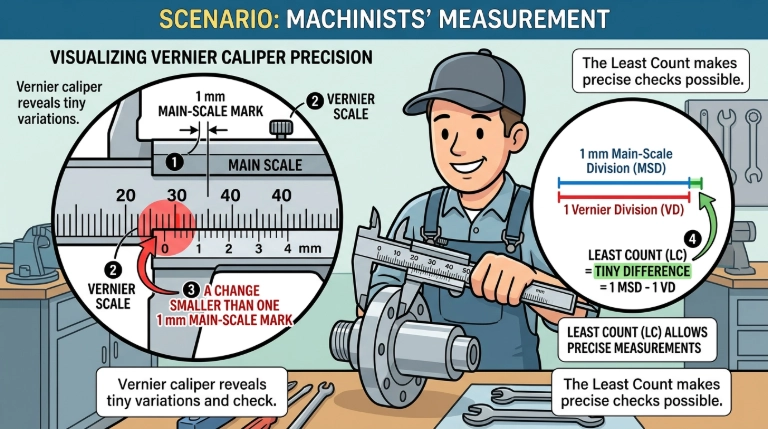 SCENARIO: MACHINISTS' MEASUREMENT
VISUALIZING VERNIER CALIPER PRECISION
Vernier caliper
reveals tiny
variations.
1 mm
MAIN-SCALE MARK
2 VERNIER
SCALE
1
MAIN SCALE
20 30 40 40
0 1 2 3 4 mm
2
VERNIER
SCALE
3 A CHANGE
SMALLER THAN ONE
1 mm MAIN-SCALE MARK
Vernier caliper reveals
tiny variations and check.
The Least Count makes
precise checks possible.
1 mm Main-Scale
Division (MSD)
1 Vernier Division (VD)
4
LEAST COUNT (LC)
= TINY DIFFERENCE
= 1 MSD - 1 VD
LEAST COUNT (LC) ALLOWS
PRECISE MEASUREMENTS
The Least Count makes
precise checks possible.